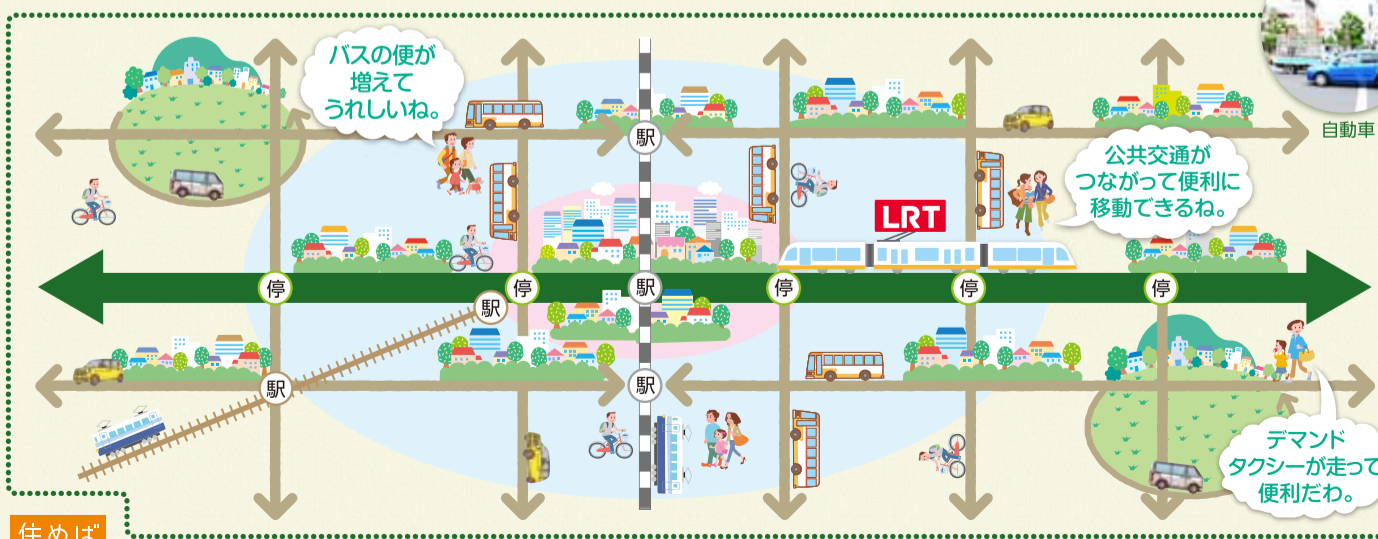 バスの便が
増えて
うれしいね。
自動車
駅
公共交通が
つながって便利に
移動できるね。
LRT
停
停
駅
停
停
停
駅
駅
駅
デマンド
タクシーが走って
便利だわ。
住めば